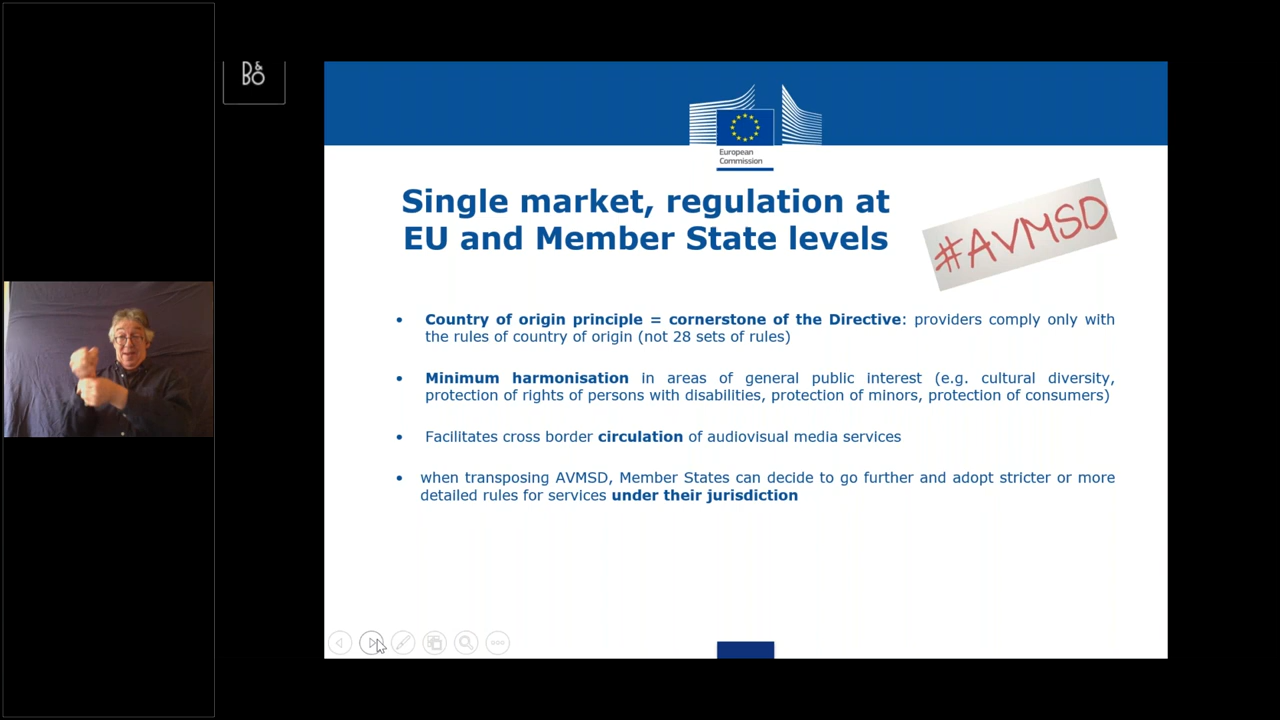 B&
BO
European
Commission
Single market, regulation at
EU and Member State levels
#AVMSD
• Country of origin principle = cornerstone of the Directive: providers comply only with
the rules of country of origin (not 28 sets of rules)
• Minimum harmonisation in areas of general public interest (e.g. cultural diversity,
protection of rights of persons with disabilities, protection of minors, protection of consumers)
• Facilitates cross border circulation of audiovisual media services
• when transposing AVMSD, Member States can decide to go further and adopt stricter or more
detailed rules for services under their jurisdiction